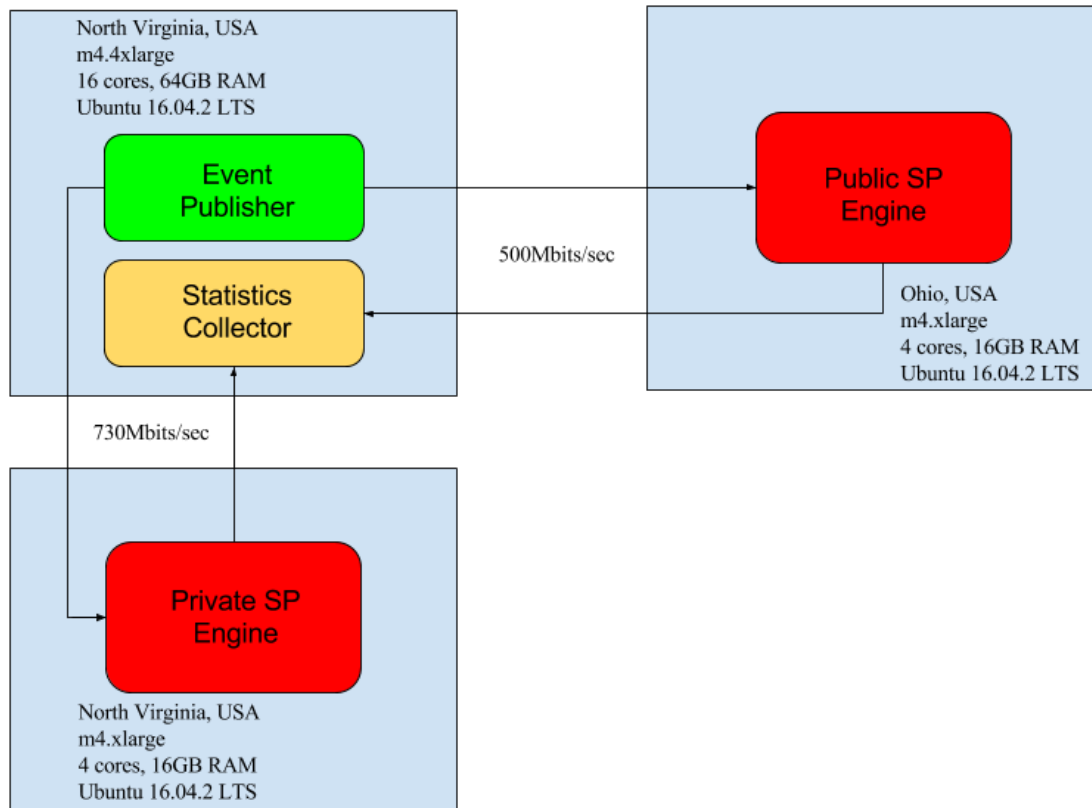 North Virginia, USA
m4.4xlarge
16 cores, 64GB RAM
Ubuntu 16.04.2 LTS
Event
Publisher
Statistics
Collector
500Mbits/sec
Public SP
Engine
Ohio, USA
m4.xlarge
4 cores, 16GB RAM
Ubuntu 16.04.2 LTS
730Mbits/sec
Private SP
Engine
North Virginia, USA
m4.xlarge
4 cores, 16GB RAM
Ubuntu 16.04.2 LTS